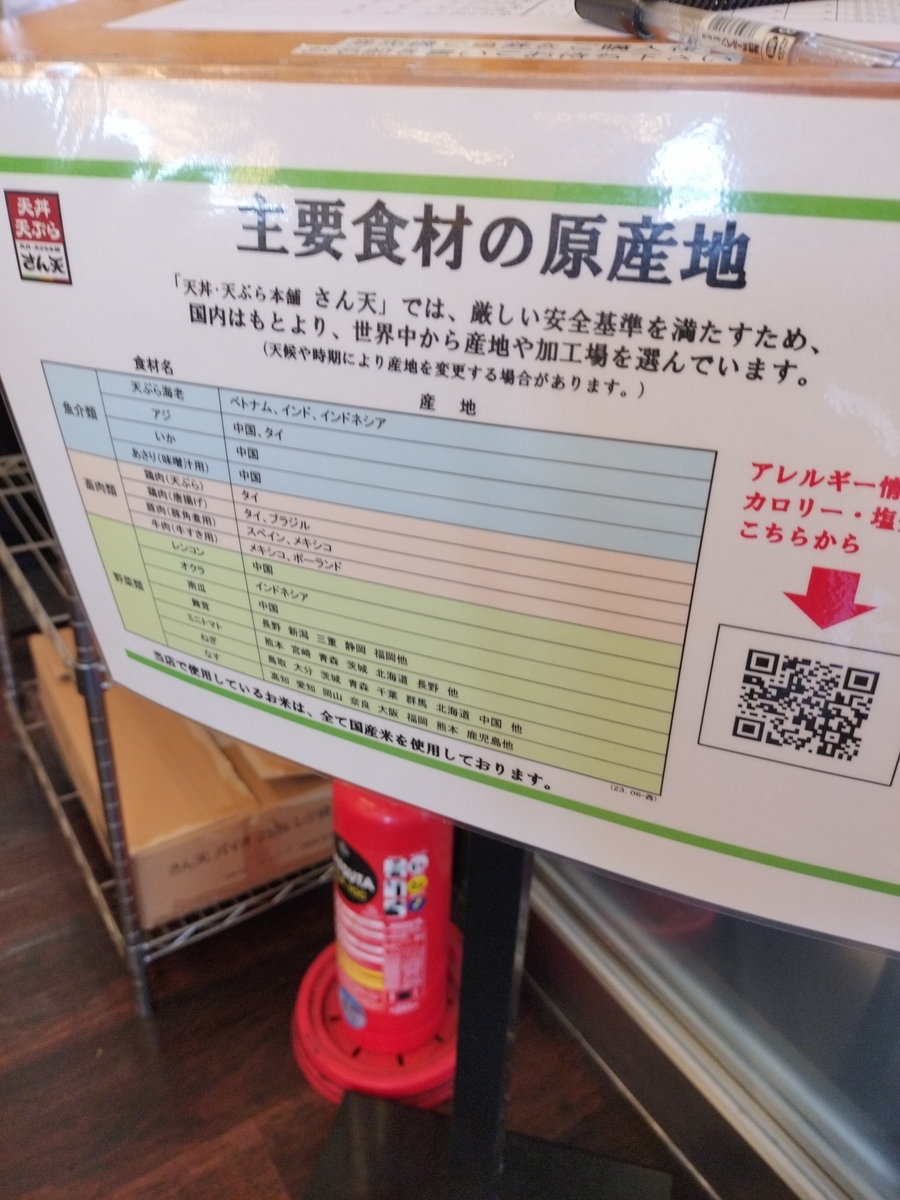 天丼
天ぷら
さん天
主要食材の原産地
「天丼・天ぷら本舗 さん天」では、厳しい安全基準を満たすため、
国内はもとより、世界中から産地や加工場を選んでいます。
(天候や時期により産地を変更する場合があります。)
食材名 産 地
魚介類
天ぷら海老 ベトナム、インド、インドネシア
アジ 中国、タイ
いか 中国
あさり(味噌汁用) 中国
畜肉類
鶏肉(天ぷら) タイ
鶏肉(唐揚げ) タイ、ブラジル
豚肉(豚角煮用) スペイン、メキシコ
牛肉(牛すき用) メキシコ、ポーランド
野菜類
レンコン 中国
オクラ インドネシア
南瓜 中国
舞茸 長野 新潟 三重 静岡 福岡他
ミニトマト 熊本 宮崎 青森 茨城 北海道 長野 他
ねぎ 鳥取 大分 茨城 青森 千葉 群馬 北海道 中国 他
なす 高知 愛知 岡山 奈良 大阪 福岡 熊本 鹿児島他
当店で使用しているお米は、全て国産米を使用しております。
(23.06-西)
アレルギー情
カロリー・塩
こちらから
さん天